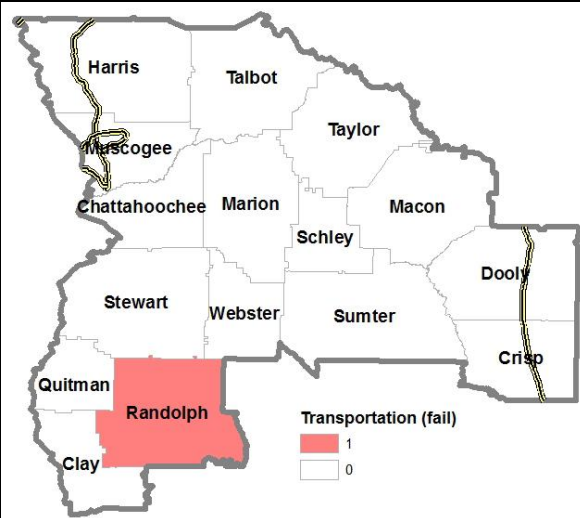 Harris
Talbot
Taylor
Muscogee
Chattahoochee
Marion
Macon
Schley
Dooly
Stewart
Webster
Sumter
Crisp
Quitman
Randolph
Clay
Transportation (fail)
1
0